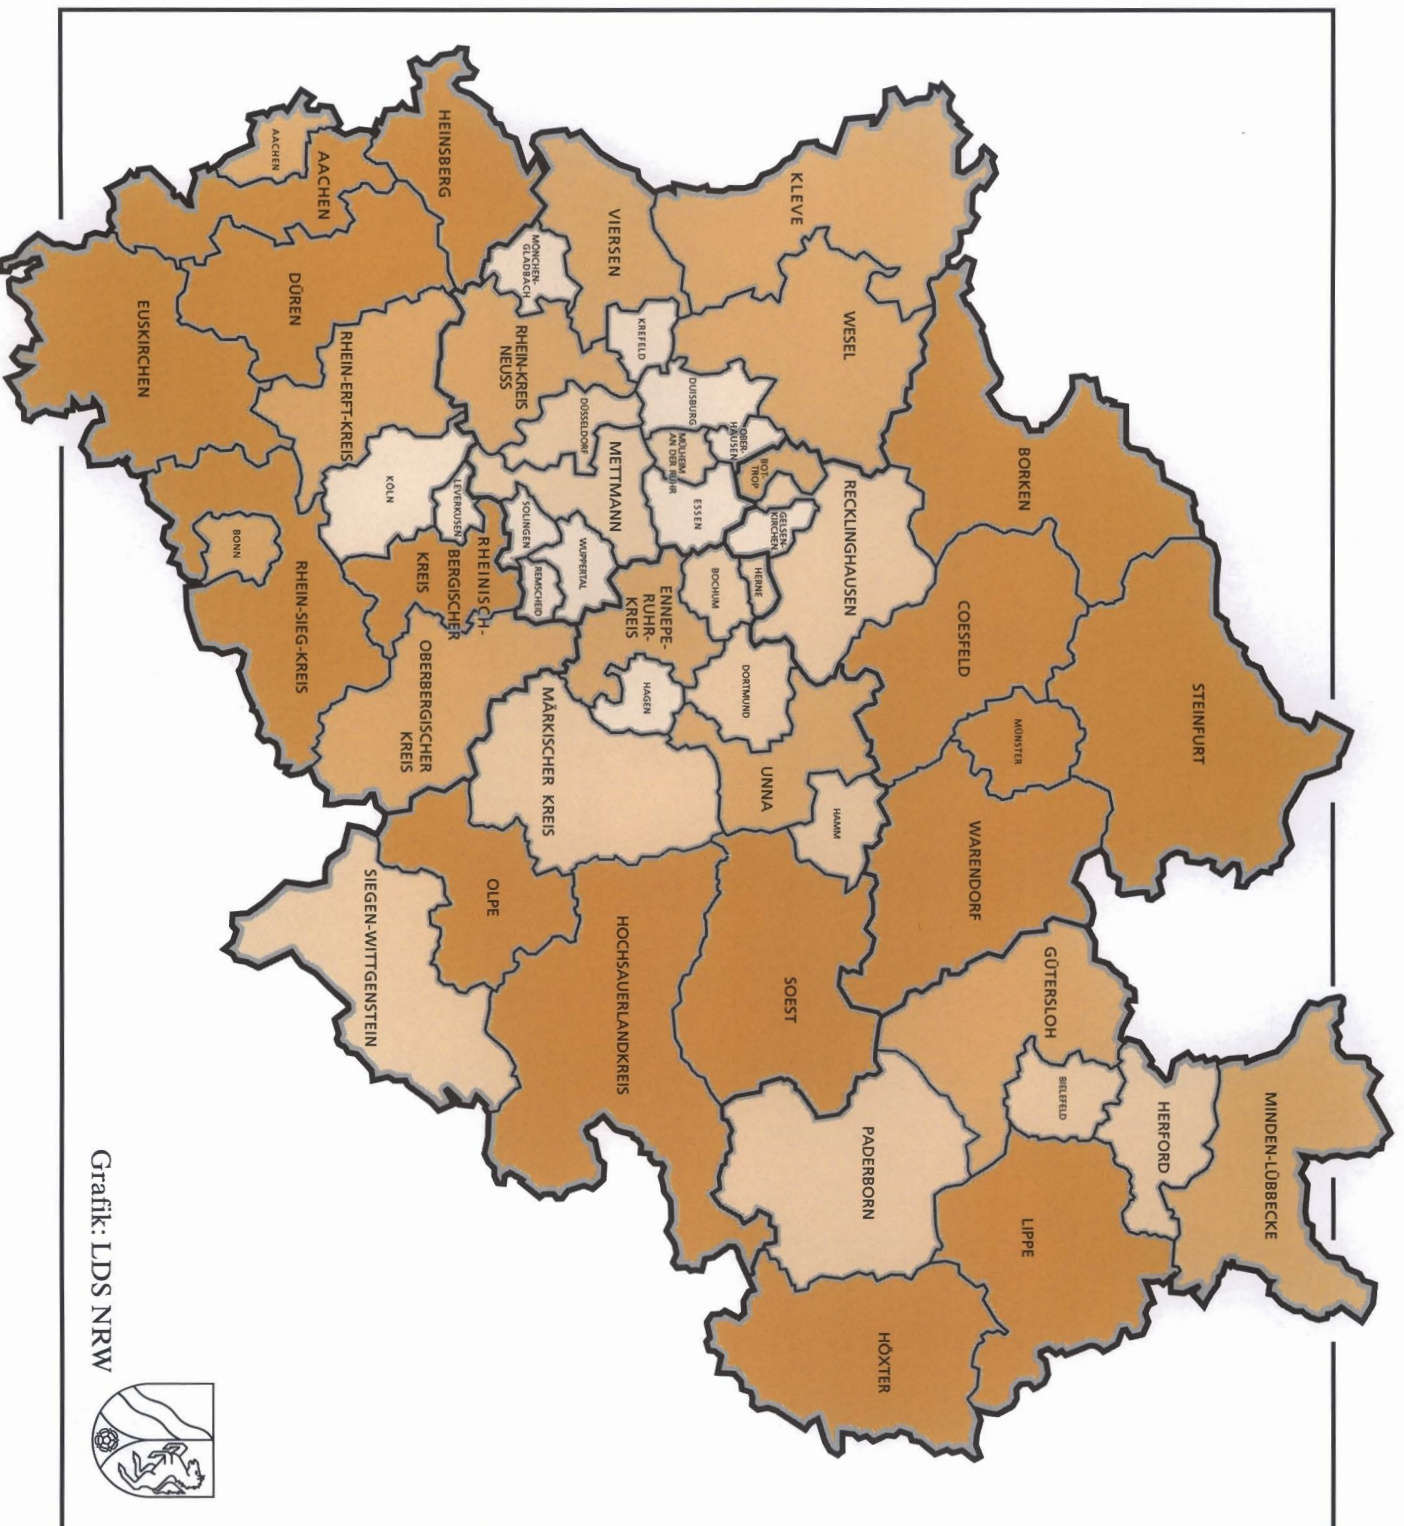 STEINFURT
MINDEN-LÜBBECKE
HERFORD
BORKEN
COESFELD
MÜNSTER
WARENDORF
GÜTERSLOH
BIELEFELD
LIPPE
KLEVE
WESEL
RECKLINGHAUSEN
HAMM
SOEST
PADERBORN
HÖXTER
BOT-
TROP
GELSEN-
KIRCHEN
OBER-
HAUSEN
HERNE
DORTMUND
UNNA
DUISBURG
MÜLHEIM
AN DER RUHR
ESSEN
BOCHUM
VIERSEN
KREFELD
METTMANN
ENNEPE-
RUHR-
KREIS
HAGEN
HOCHSAUERLANDKREIS
DÜSSELDORF
WUPPERTAL
MÖNCHEN-
GLADBACH
RHEIN-KREIS
NEUSS
SOLINGEN
REMSCHEID
MÄRKISCHER KREIS
OLPE
HEINSBERG
LEVERKUSEN
RHEINISCH-
BERGISCHER
KREIS
OBERBERGISCHER
KREIS
KÖLN
RHEIN-ERFT-KREIS
SIEGEN-WITTGENSTEIN
AACHEN
AACHEN
DÜREN
RHEIN-SIEG-KREIS
BONN
EUSKIRCHEN
Grafik: LDS NRW